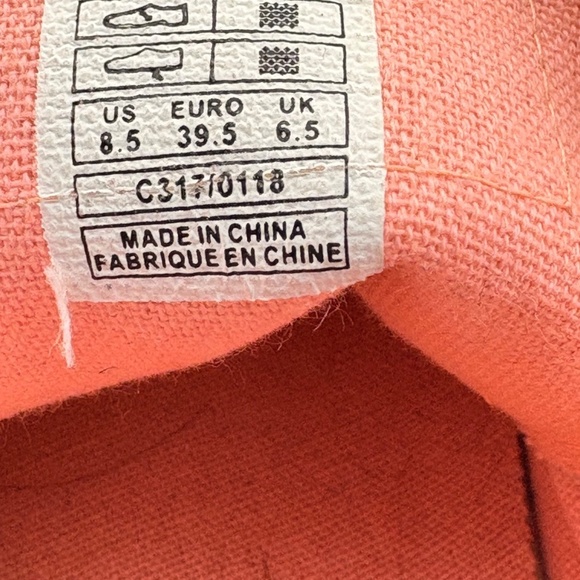 US EURO UK
8.5 39.5 6.5
C317/0118
MADE IN CHINA
FABRIQUE EN CHINE